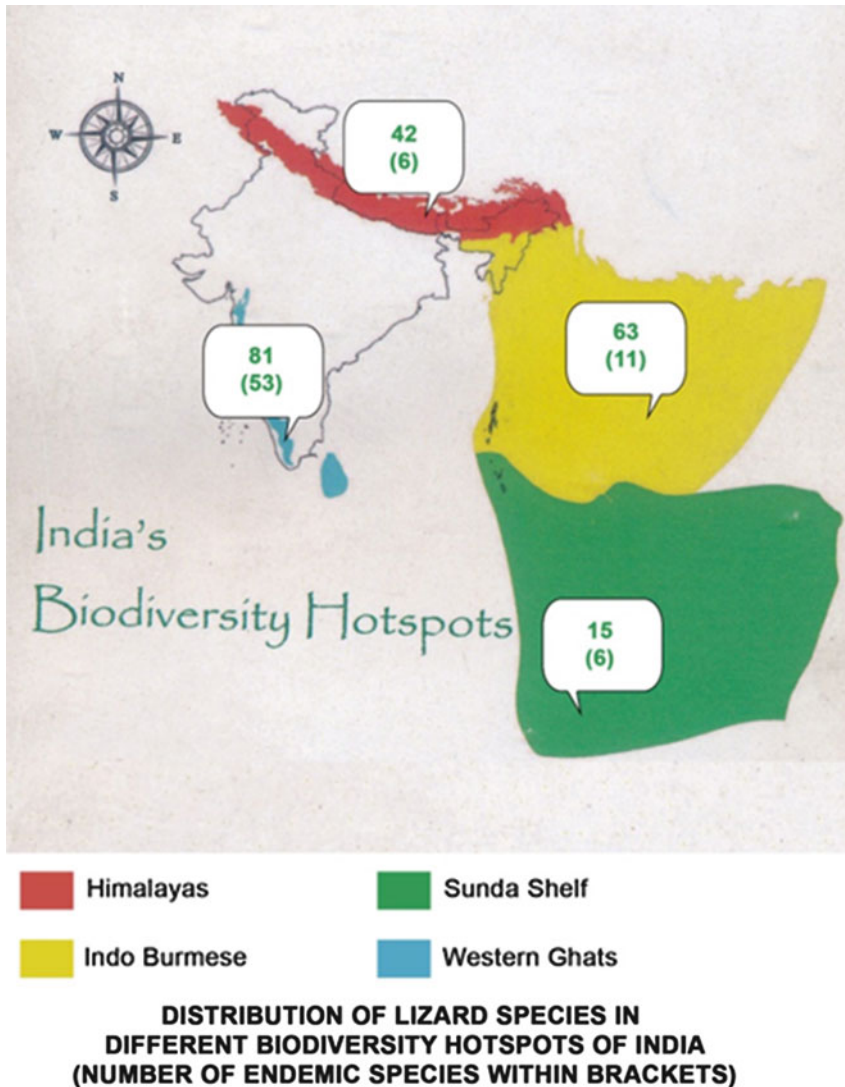 N
W
E
S
42
(6)
63
(11)
81
(53)
India's
Biodiversity Hotspots
15
(6)
Himalayas
Sunda Shelf
Indo Burmese
Western Ghats
DISTRIBUTION OF LIZARD SPECIES IN
DIFFERENT BIODIVERSITY HOTSPOTS OF INDIA
(NUMBER OF ENDEMIC SPECIES WITHIN BRACKETS)